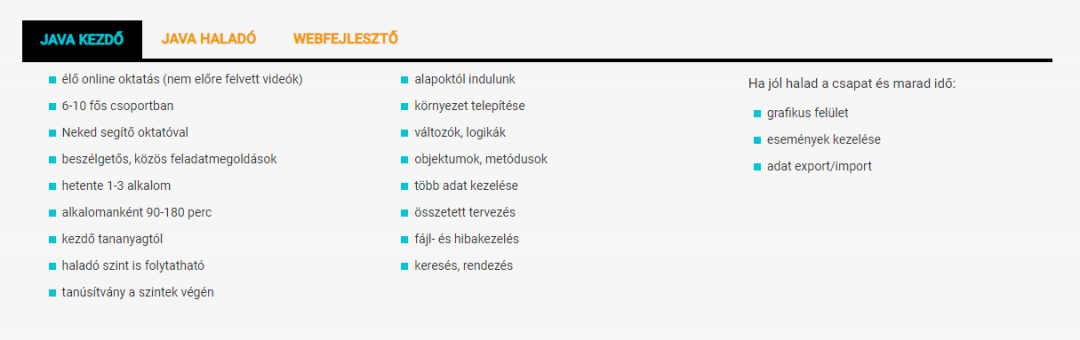 JAVA KEZDŐ
JAVA HALADÓ
WEBFEJLESZTŐ
élő online oktatás (nem előre felvett videók)
6-10 fős csoportban
Neked segítő oktatóval
beszélgetős, közös feladatmegoldások
hetente 1-3 alkalom
alkalomanként 90-180 perc
kezdő tananyagtól
haladó szint is folytatható
tanúsítvány a szintek végén
alapoktól indulunk
környezet telepítése
változók, logikák
objektumok, metódusok
több adat kezelése
összetett tervezés
fájl- és hibakezelés
keresés, rendezés
Ha jól halad a csapat és marad idő:
grafikus felület
események kezelése
adat export/import